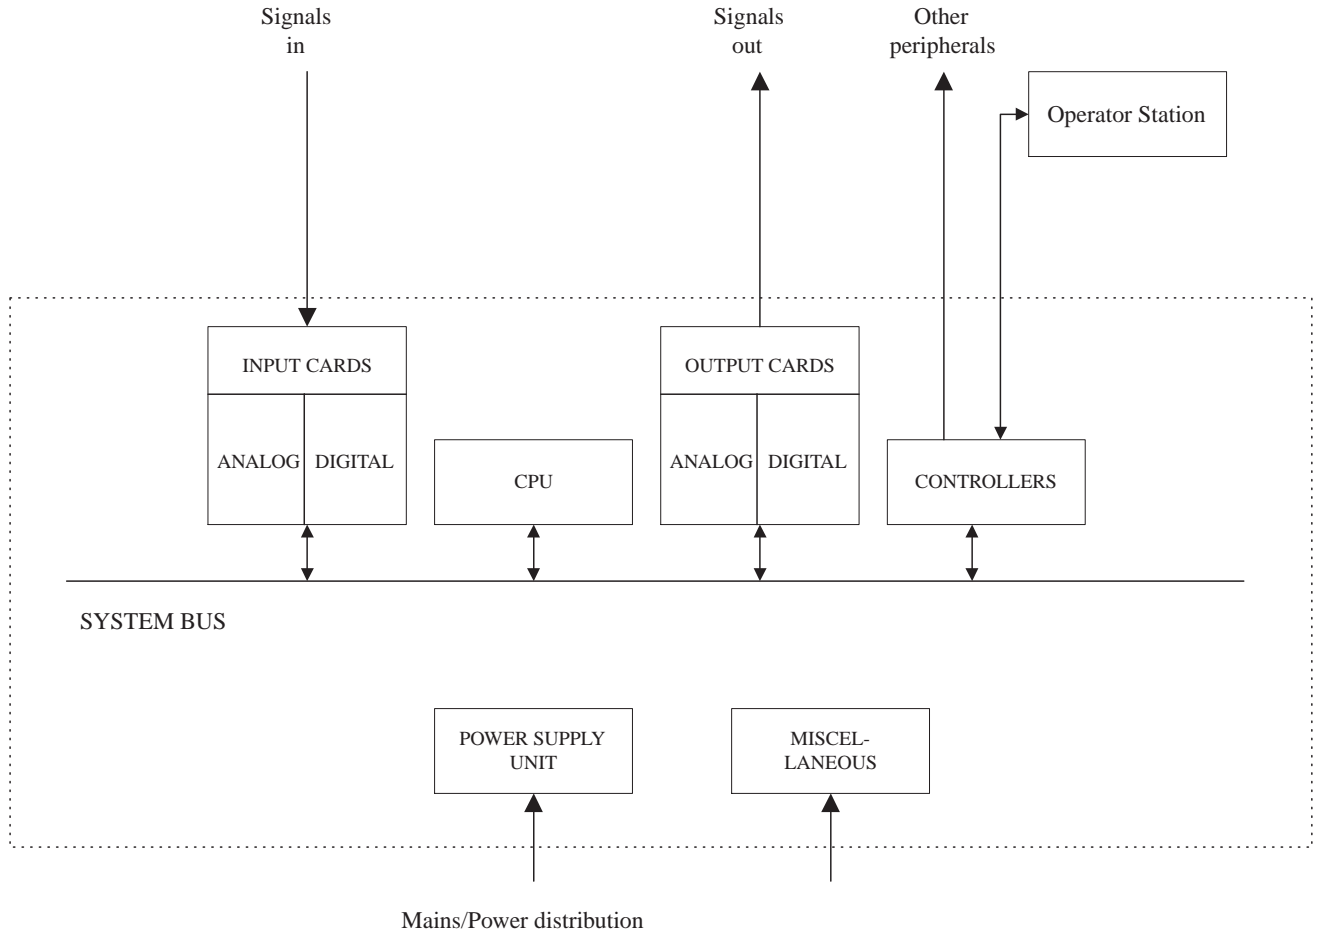 Signals
in
Signals
out
Other
peripherals
Operator Station
INPUT CARDS
ANALOG
DIGITAL
CPU
OUTPUT CARDS
ANALOG
DIGITAL
CONTROLLERS
SYSTEM BUS
POWER SUPPLY
UNIT
MISCEL-
LANEOUS
Mains/Power distribution